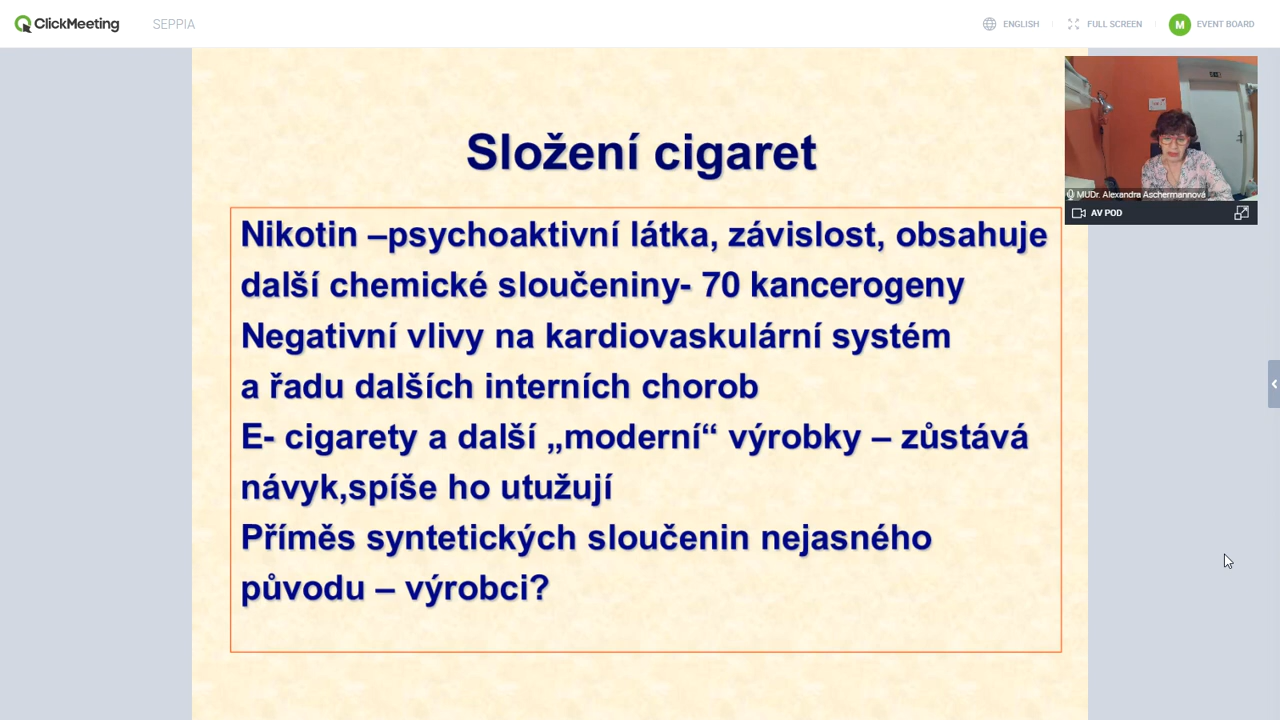 ClickMeeting
SEPPIA
ENGLISH
FULL SCREEN
M
EVENT BOARD
Složení cigaret
Nikotin –psychoaktivní látka, závislost, obsahuje
další chemické sloučeniny- 70 kancerogeny
Negativní vlivy na kardiovaskulární systém
a řadu dalších interních chorob
E- cigarety a další „moderní“ výrobky – zůstává
návyk,spíše ho utužují
Příměs syntetických sloučenin nejasného
původu – výrobci?
MUDr. Alexandra Aschermannová
AV POD